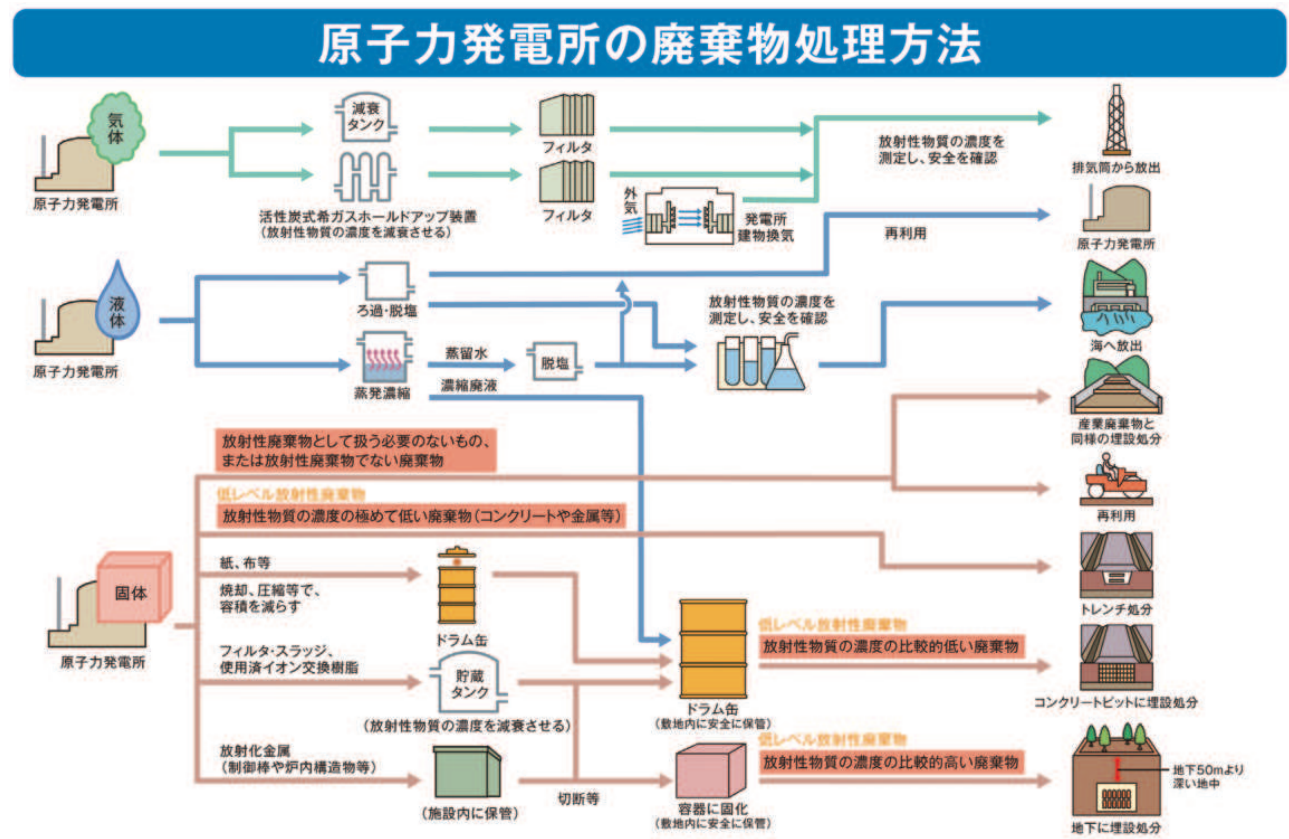 原子力発電所の廃棄物処理方法
気体
原子力発電所
減衰
タンク
活性炭式希ガスホールドアップ装置
(放射性物質の濃度を減衰させる)
フィルタ
フィルタ
外気
発電所
建物換気
放射性物質の濃度を
測定し、安全を確認
排気筒から放出
液体
原子力発電所
ろ過・脱塩
蒸発濃縮
蒸留水
濃縮廃液
脱塩
放射性物質の濃度を
測定し、安全を確認
再利用
原子力発電所
海へ放出
固体
原子力発電所
放射性廃棄物として扱う必要のないもの、
または放射性廃棄物でない廃棄物
産業廃棄物と
同様の埋設処分
再利用
低レベル放射性廃棄物
放射性物質の濃度の極めて低い廃棄物(コンクリートや金属等)
トレンチ処分
紙、布等
焼却、圧縮等で、
容積を減らす
ドラム缶
フィルタ・スラッジ、
使用済イオン交換樹脂
貯蔵
タンク
(放射性物質の濃度を減衰させる)
ドラム缶
(敷地内に安全に保管)
低レベル放射性廃棄物
放射性物質の濃度の比較的低い廃棄物
コンクリートピットに埋設処分
放射化金属
(制御棒や炉内構造物等)
(施設内に保管)
切断等
容器に固化
(敷地内に安全に保管)
低レベル放射性廃棄物
放射性物質の濃度の比較的高い廃棄物
地下50mより
深い地中
地下に埋設処分